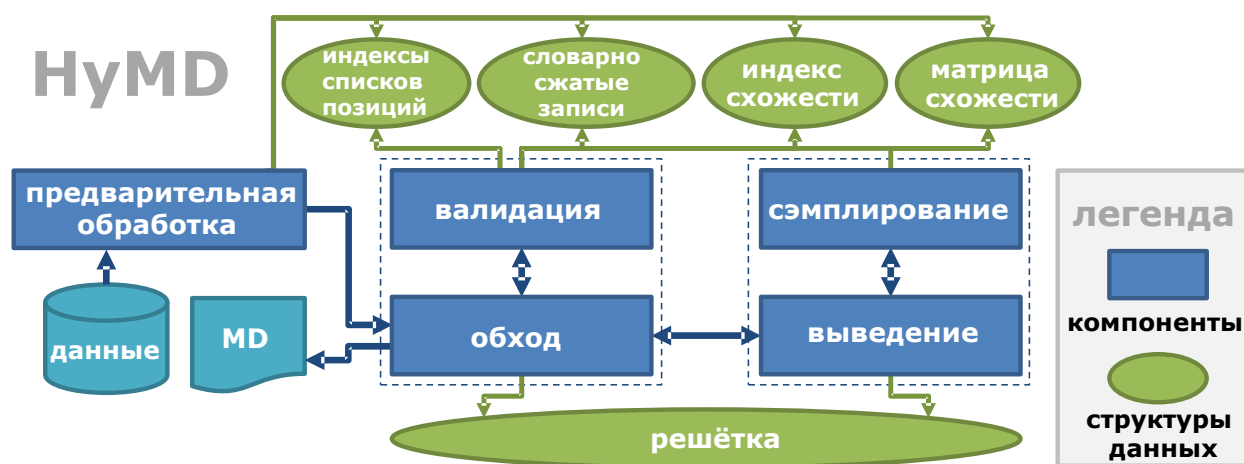 HyMD
индексы
списков
позиций
словарно
сжатые
записи
индекс
схожести
матрица
схожести
предварительная
обработка
валидация
сэмплирование
данные
MD
обход
выведение
решётка
легенда
компоненты
структуры
данных